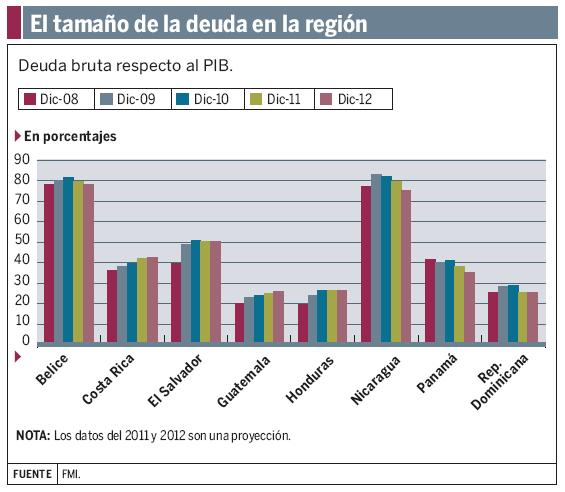 El tamaño de la deuda en la región
Deuda bruta respecto al PIB.
Dic-08 Dic-09 Dic-10 Dic-11 Dic-12
En porcentajes
90
80
70
60
50
40
30
20
10
0
Belice
Costa Rica
El Salvador
Guatemala
Honduras
Nicaragua
Panamá
Rep.
Dominicana
NOTA: Los datos del 2011 y 2012 son una proyección.
FUENTE FMI.